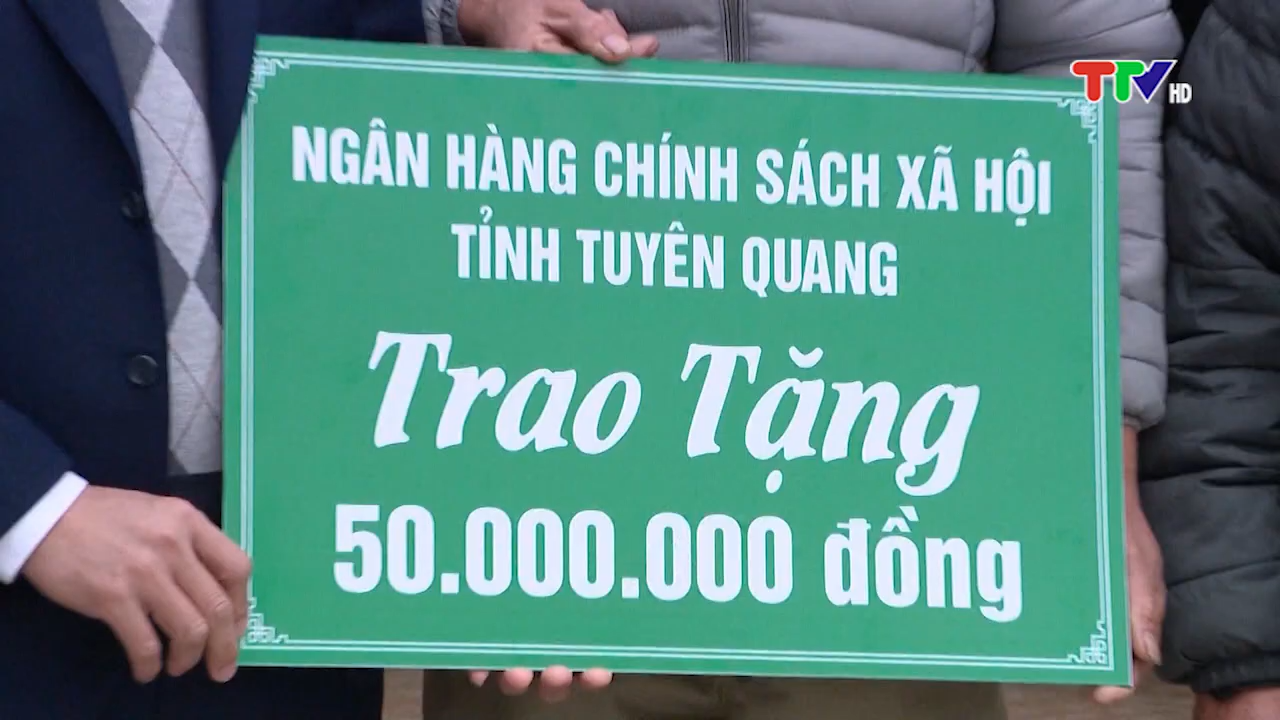 TTV HD
NGÂN HÀNG CHÍNH SÁCH XÃ HỘI
TỈNH TUYÊN QUANG
Trao Tặng
50.000.000 đồng